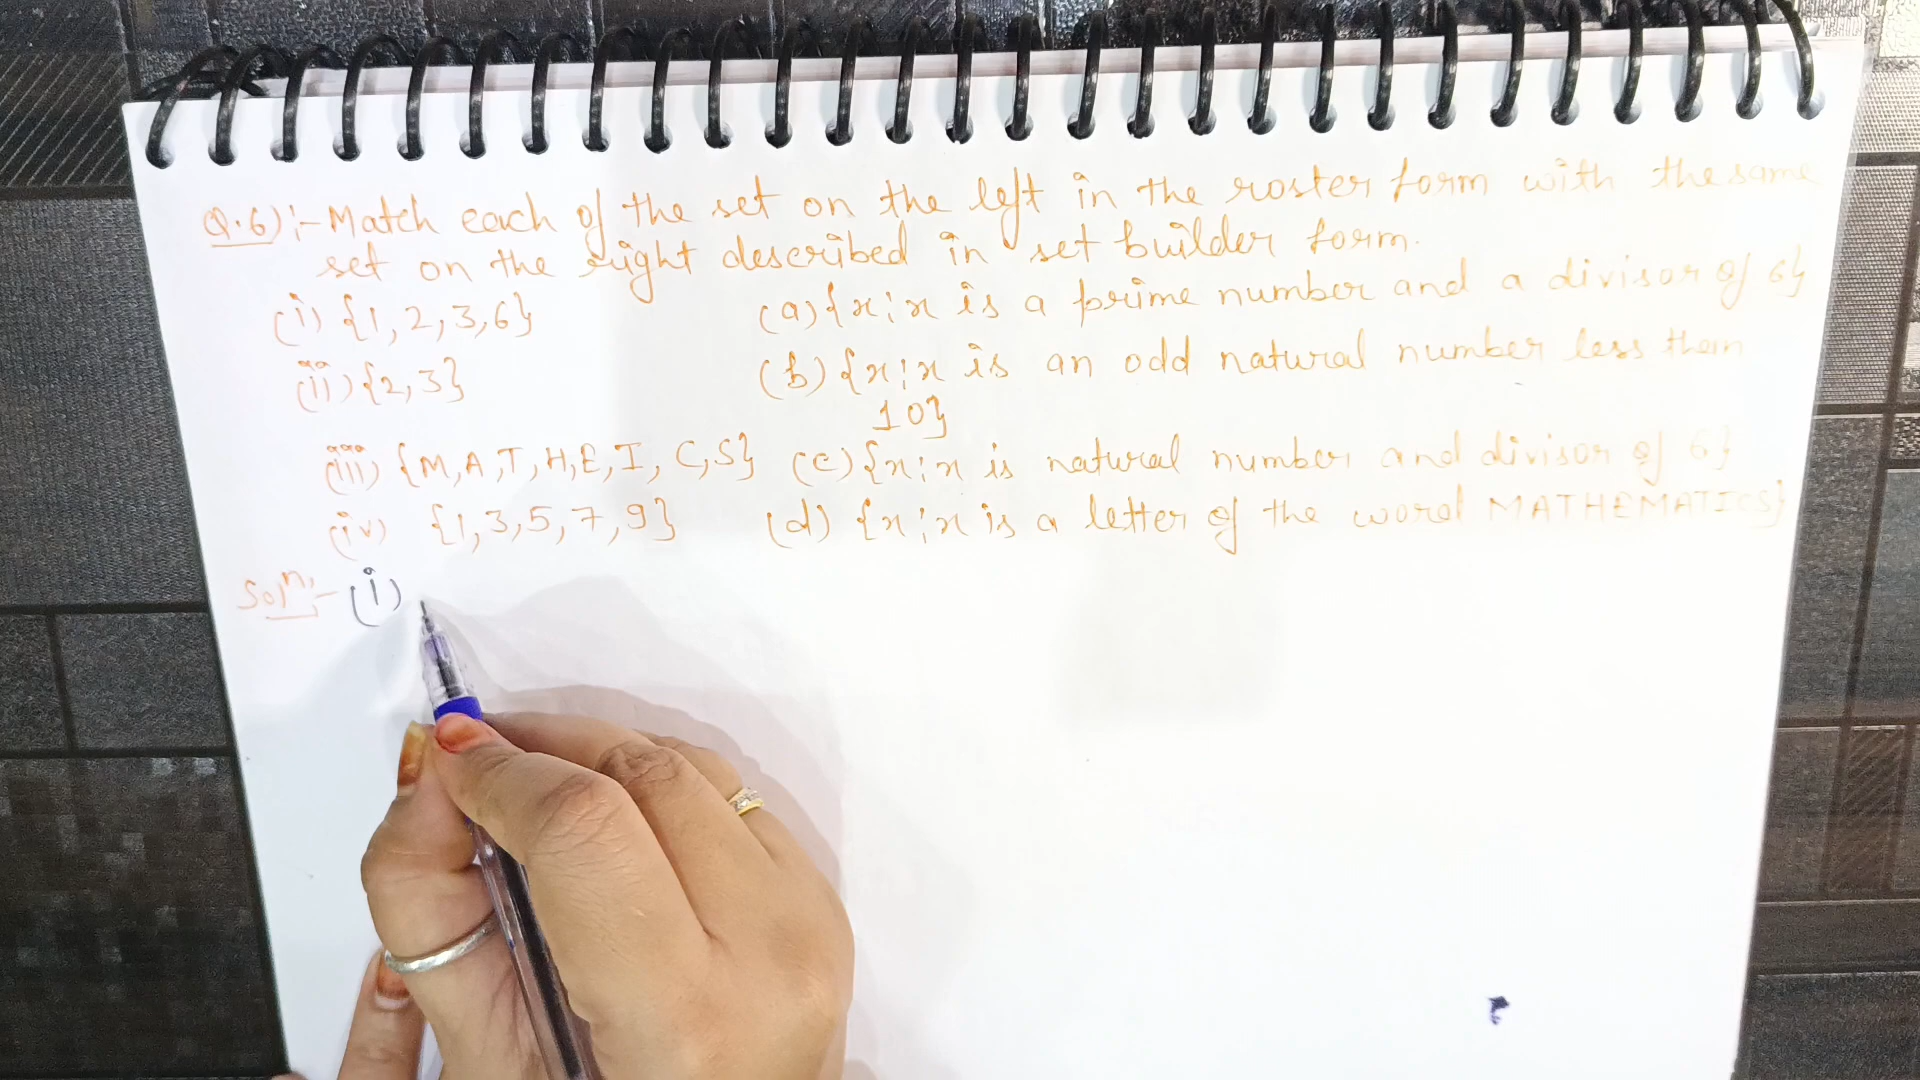 Q.6):- Match each of the set on the left in the roster form with the same
set on the right described in set builder form.
(i) {1, 2, 3, 6} (a) {x:x is a prime number and a divisor of 6}
(ii) {2, 3} (b) {x:x is an odd natural number less than
10}
(iii) {M, A, T, H, E, I, C, S} (c) {x:x is natural number and divisor of 6}
(iv) {1, 3, 5, 7, 9} (d) {x:x is a letter of the word MATHEMATICS}
Solⁿ:- (i)